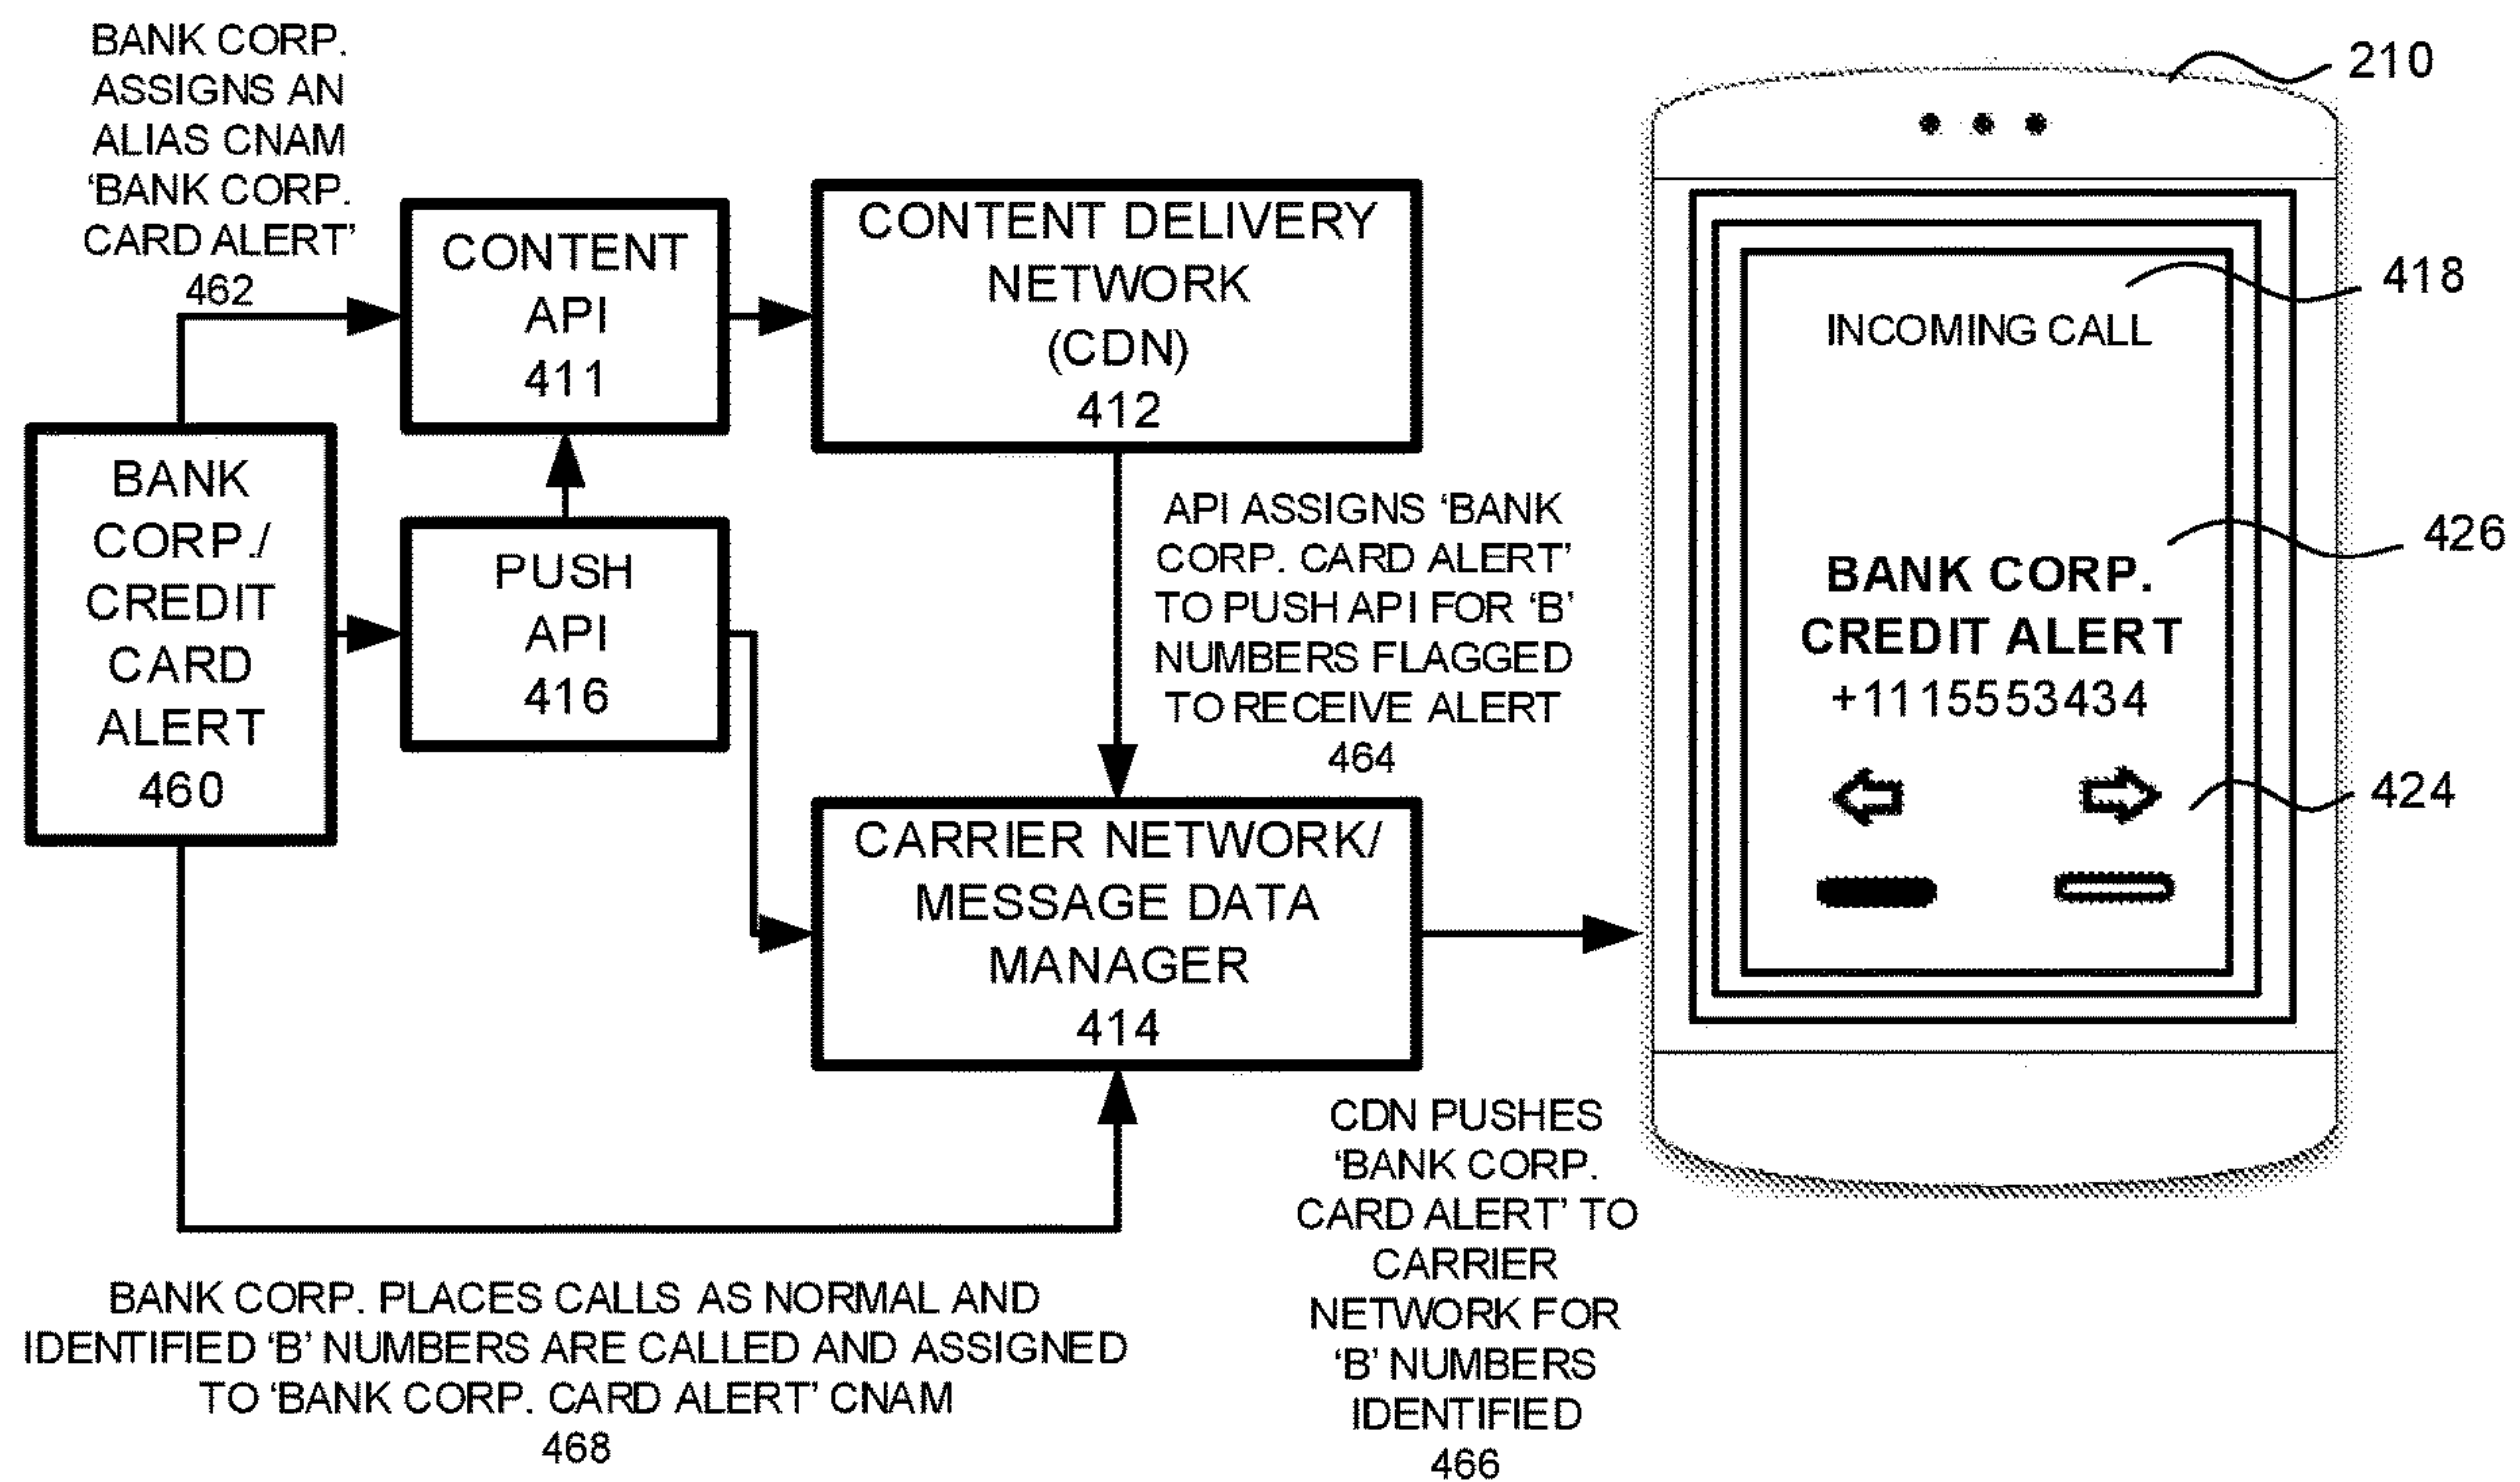 BANK CORP.
ASSIGNS AN
ALIAS CNAM
‘BANK CORP.
CARD ALERT’
462
CONTENT
API
411
CONTENT DELIVERY
NETWORK
(CDN)
412
BANK
CORP./
CREDIT
CARD
ALERT
460
PUSH
API
416
API ASSIGNS ‘BANK
CORP. CARD ALERT’
TO PUSH API FOR ‘B’
NUMBERS FLAGGED
TO RECEIVE ALERT
464
CARRIER NETWORK/
MESSAGE DATA
MANAGER
414
BANK CORP. PLACES CALLS AS NORMAL AND
IDENTIFIED ‘B’ NUMBERS ARE CALLED AND ASSIGNED
TO ‘BANK CORP. CARD ALERT’ CNAM
468
CDN PUSHES
‘BANK CORP.
CARD ALERT’ TO
CARRIER
NETWORK FOR
‘B’ NUMBERS
IDENTIFIED
466
210
418
INCOMING CALL
426
BANK CORP.
CREDIT ALERT
+1115553434
424